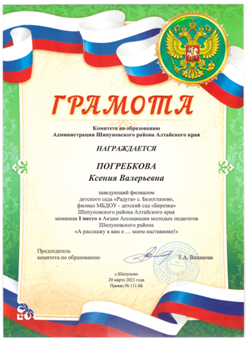 ГРАМОТА
Комитета по образованию
Администрации Шипуновского района Алтайского края
НАГРАЖДАЕТСЯ
ПОГРЕБКОВА
Ксения Валерьевна
заведующий филиалом
детского сада «Радуга» с. Белоглазово,
филиал МБДОУ - детский сад «Березка»
Шипуновского района Алтайского края
занявшая I место в Акции Ассоциации молодых педагогов
Шипуновского района
«А расскажу я вам о … моем наставнике!»
Председатель
комитета по образованию
Т.А.
с.Шипуново
20 марта 2023 года
Приказ № 111-08